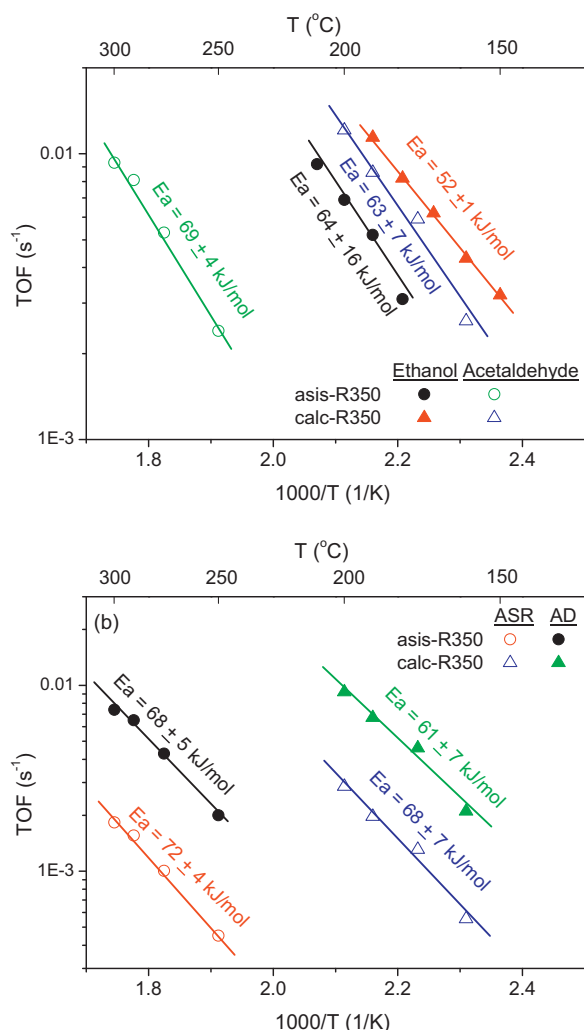 T (°C)
300 250 200 150
0.01
1E-3
TOF (s⁻¹)
Ea = 69 ± 4 kJ/mol
Ea = 64 ± 16 kJ/mol
Ea = 63 ± 7 kJ/mol
Ea = 52 ± 1 kJ/mol
Ethanol Acetaldehyde
asis-R350
calc-R350
1.8 2.0 2.2 2.4
1000/T (1/K)
T (°C)
300 250 200 150
(b)
ASR AD
asis-R350
calc-R350
0.01
1E-3
TOF (s⁻¹)
Ea = 68 ± 5 kJ/mol
Ea = 72 ± 4 kJ/mol
Ea = 61 ± 7 kJ/mol
Ea = 68 ± 7 kJ/mol
1.8 2.0 2.2 2.4
1000/T (1/K)